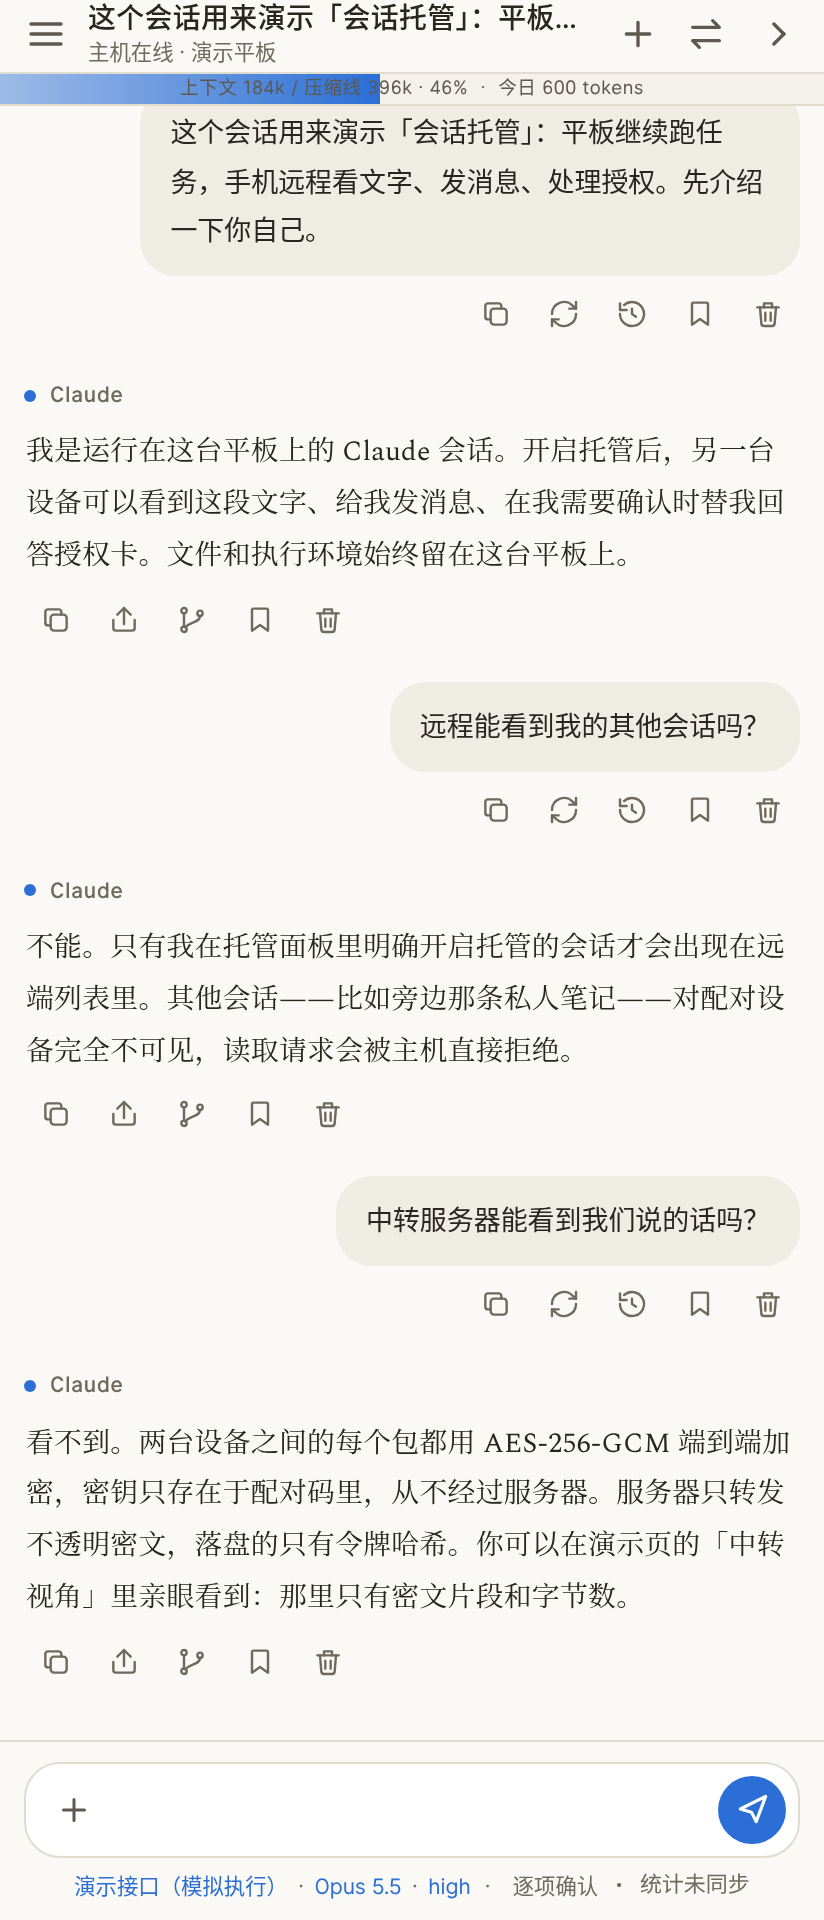 这个会话用来演示「会话托管」：平板...
主机在线 · 演示平板
上下文 184k / 压缩线 396k · 46% · 今日 600 tokens
这个会话用来演示「会话托管」：平板继续跑任
务，手机远程看文字、发消息、处理授权。先介绍
一下你自己。
Claude
我是运行在这台平板上的 Claude 会话。开启托管后，另一台
设备可以看到这段文字、给我发消息、在我需要确认时替我回
答授权卡。文件和执行环境始终留在这台平板上。
远程能看到我的其他会话吗？
Claude
不能。只有我在托管面板里明确开启托管的会话才会出现在远
端列表里。其他会话——比如旁边那条私人笔记——对配对设
备完全不可见，读取请求会被主机直接拒绝。
中转服务器能看到我们说的话吗？
Claude
看不到。两台设备之间的每个包都用 AES-256-GCM 端到端加
密，密钥只存在于配对码里，从不经过服务器。服务器只转发
不透明密文，落盘的只有令牌哈希。你可以在演示页的「中转
视角」里亲眼看到：那里只有密文片段和字节数。
演示接口（模拟执行） · Opus 5.5 · high · 逐项确认 · 统计未同步